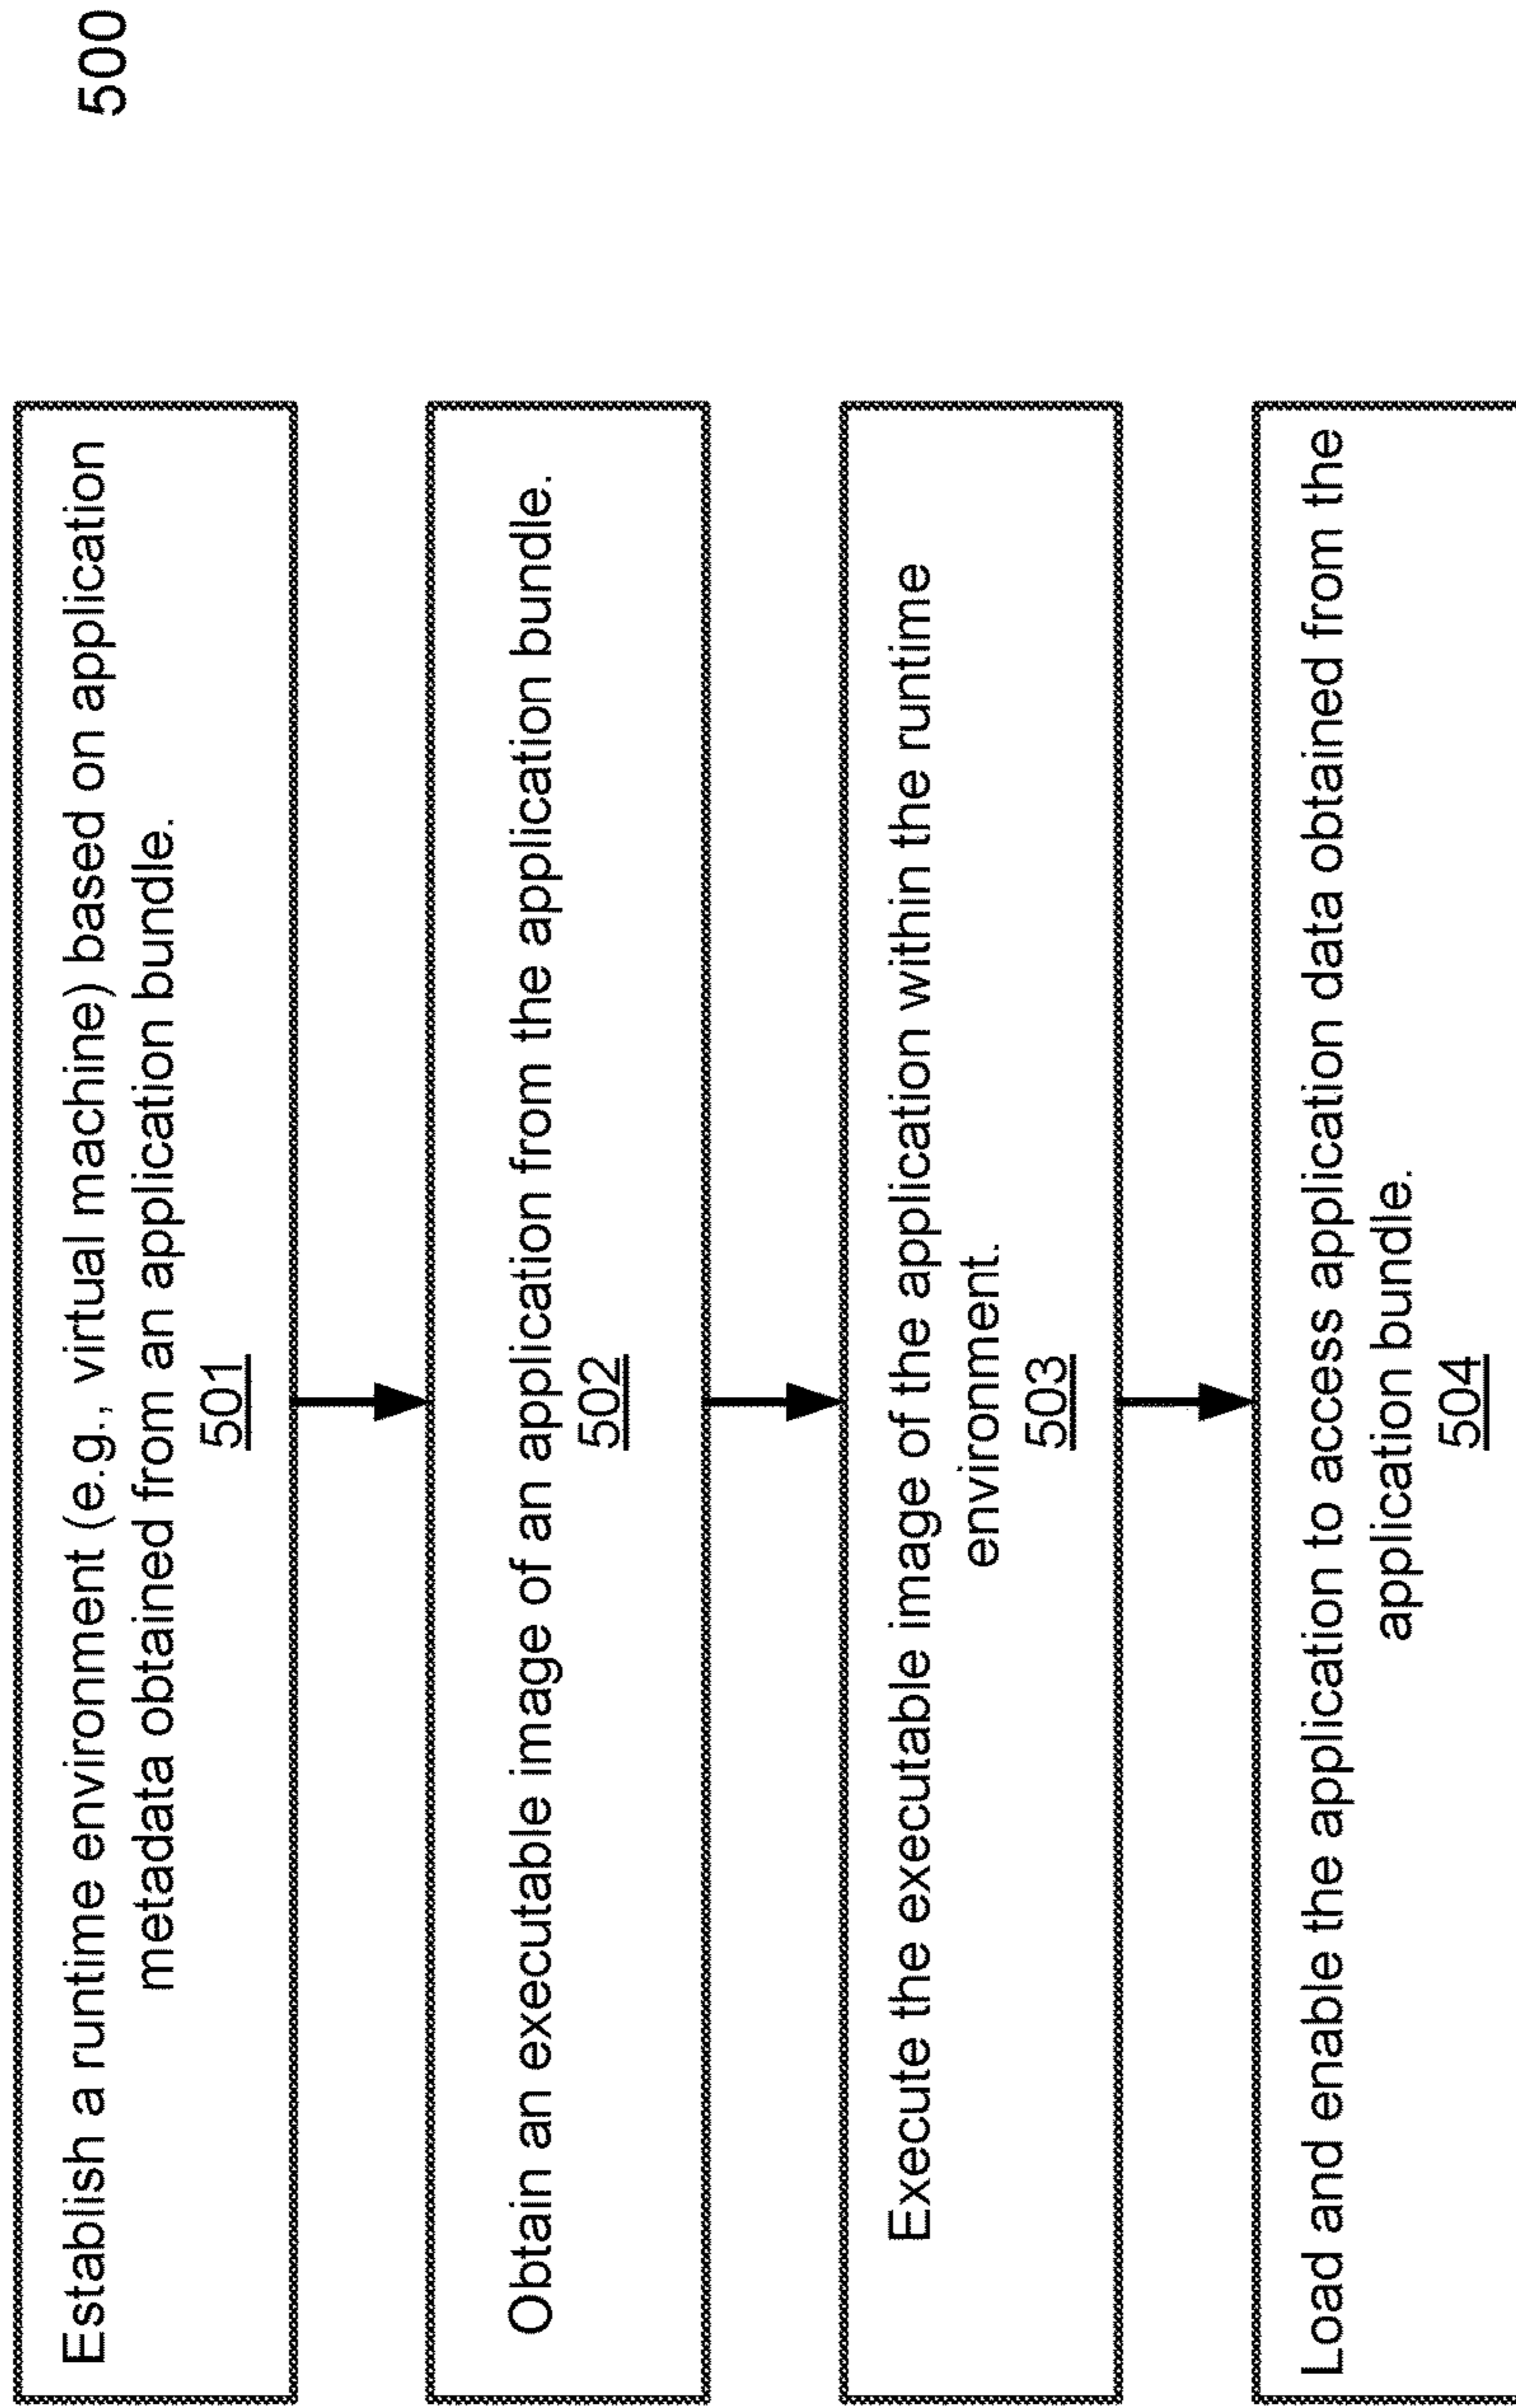 500
Establish a runtime environment (e.g., virtual machine) based on application
metadata obtained from an application bundle.
501
Obtain an executable image of an application from the application bundle.
502
Execute the executable image of the application within the runtime
environment.
503
Load and enable the application to access application data obtained from the
application bundle.
504